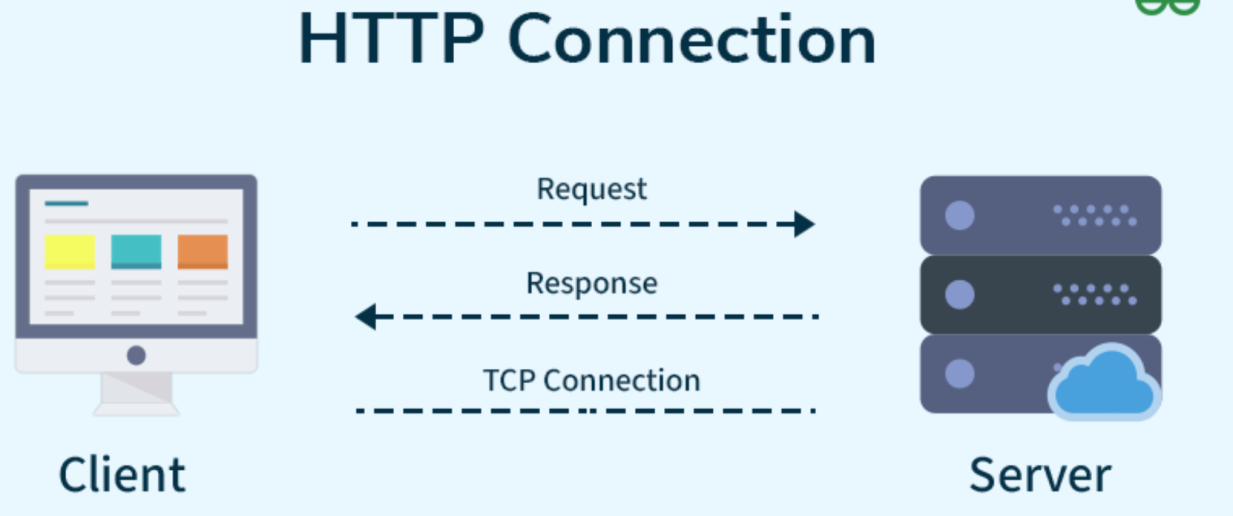 HTTP Connection
Request
Response
TCP Connection
Client
Server